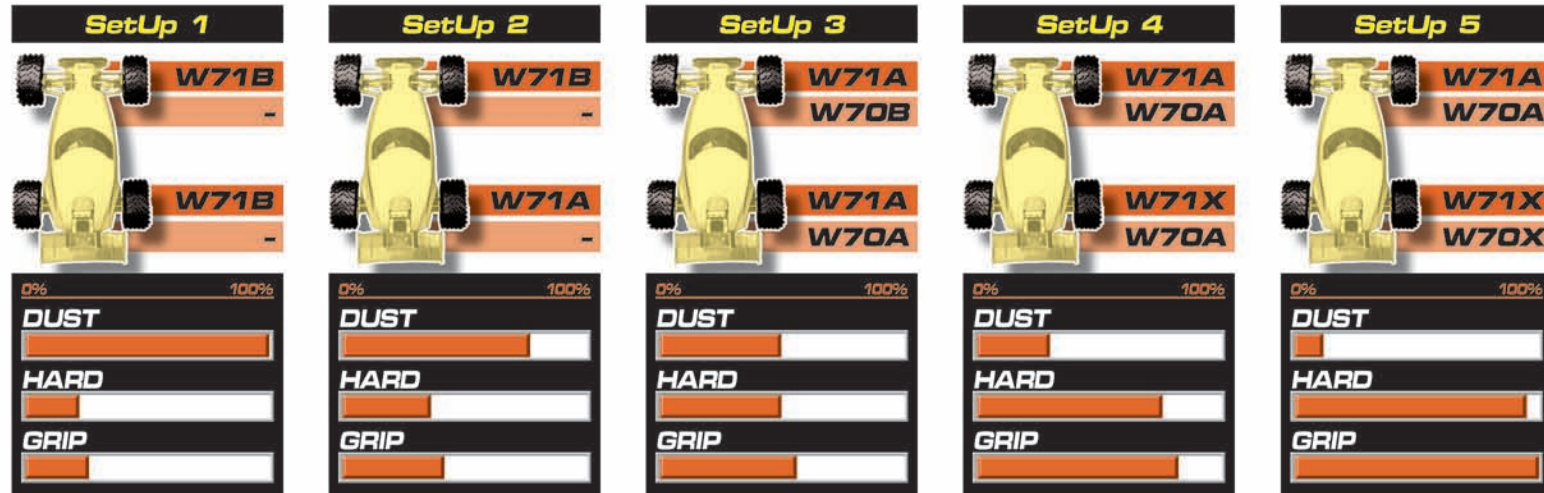 SetUp 1
W71B
-
W71B
-
0% 100%
DUST
HARD
GRIP
SetUp 2
W71B
-
W71A
-
0% 100%
DUST
HARD
GRIP
SetUp 3
W71A
W70B
W71A
W70A
0% 100%
DUST
HARD
GRIP
SetUp 4
W71A
W70A
W71X
W70A
0% 100%
DUST
HARD
GRIP
SetUp 5
W71A
W70A
W71X
W70X
0% 100%
DUST
HARD
GRIP